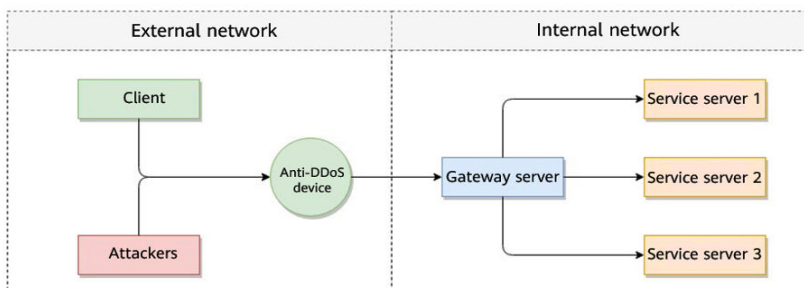 External network
Internal network
Client
Service server 1
Anti-DDoS
device
Gateway server
Service server 2
Attackers
Service server 3